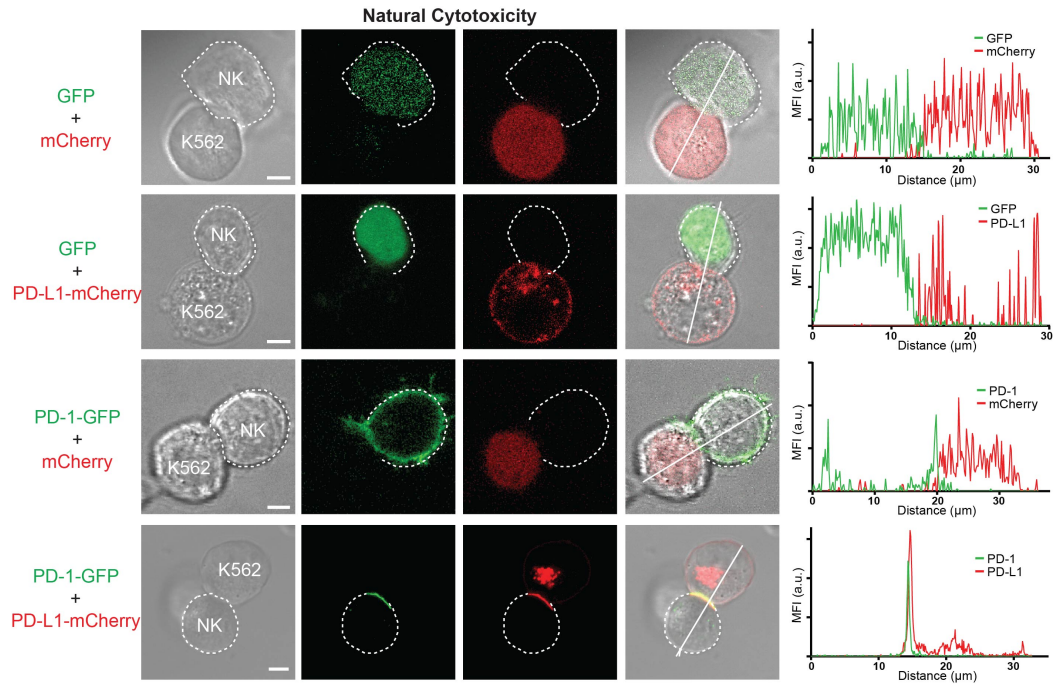 Natural Cytotoxicity
GFP
+
mCherry
NK
K562
MFI (a.u.)
GFP
mCherry
0 10 20 30
Distance (µm)
GFP
+
PD-L1-mCherry
NK
K562
MFI (a.u.)
GFP
PD-L1
0 10 20 30
Distance (µm)
PD-1-GFP
+
mCherry
NK
K562
MFI (a.u.)
PD-1
mCherry
0 10 20 30
Distance (µm)
PD-1-GFP
+
PD-L1-mCherry
K562
NK
MFI (a.u.)
PD-1
PD-L1
0 10 20 30
Distance (µm)